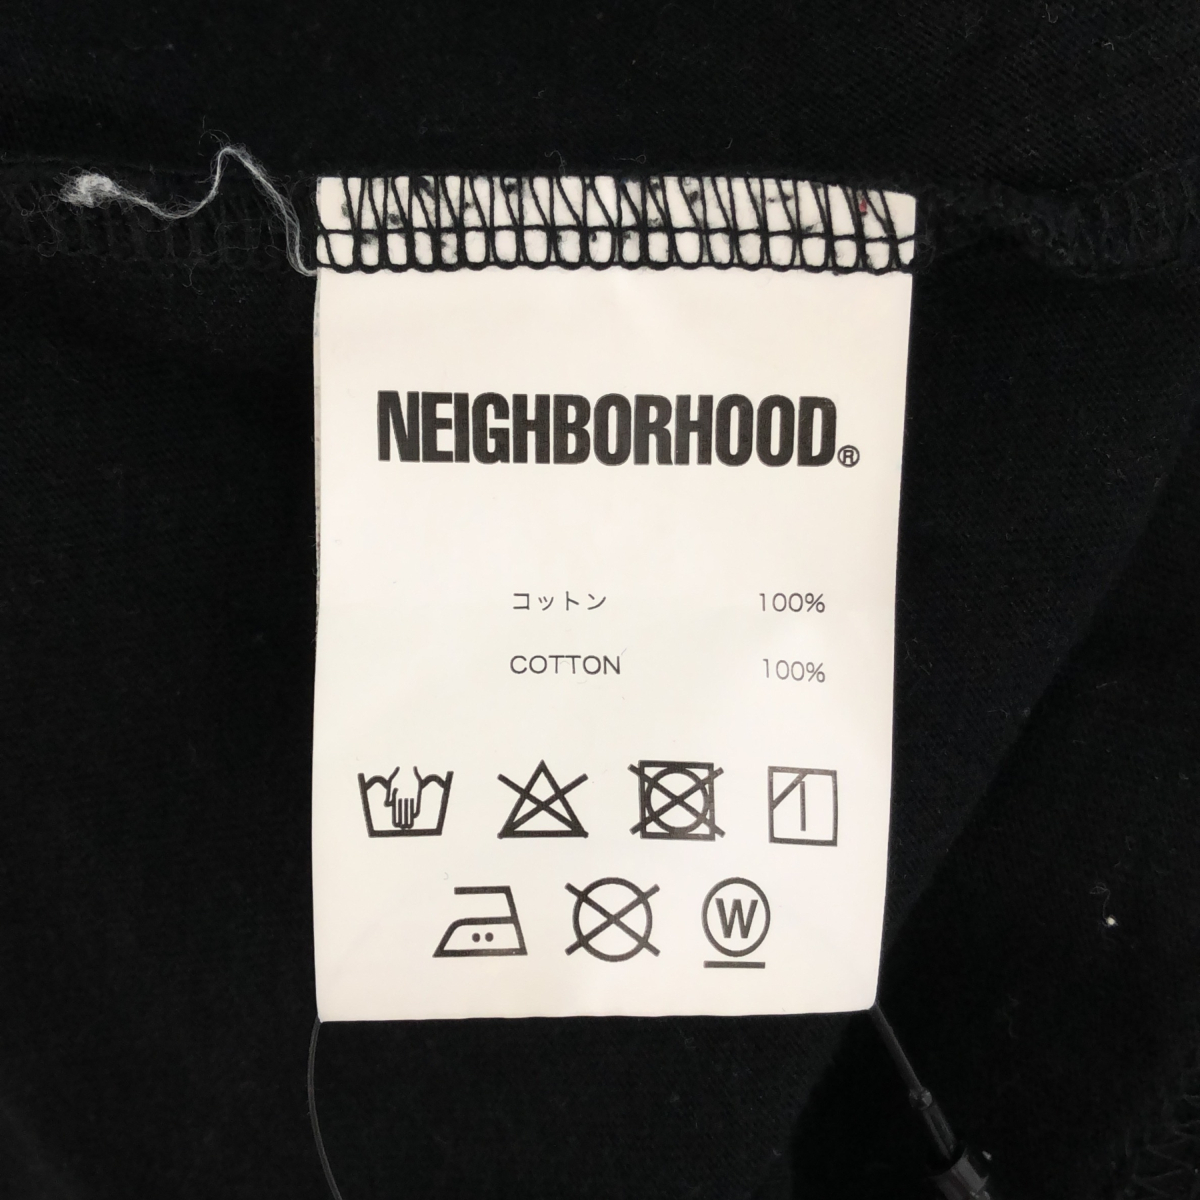 NEIGHBORHOOD®
コットン 100%
COTTON 100%
W